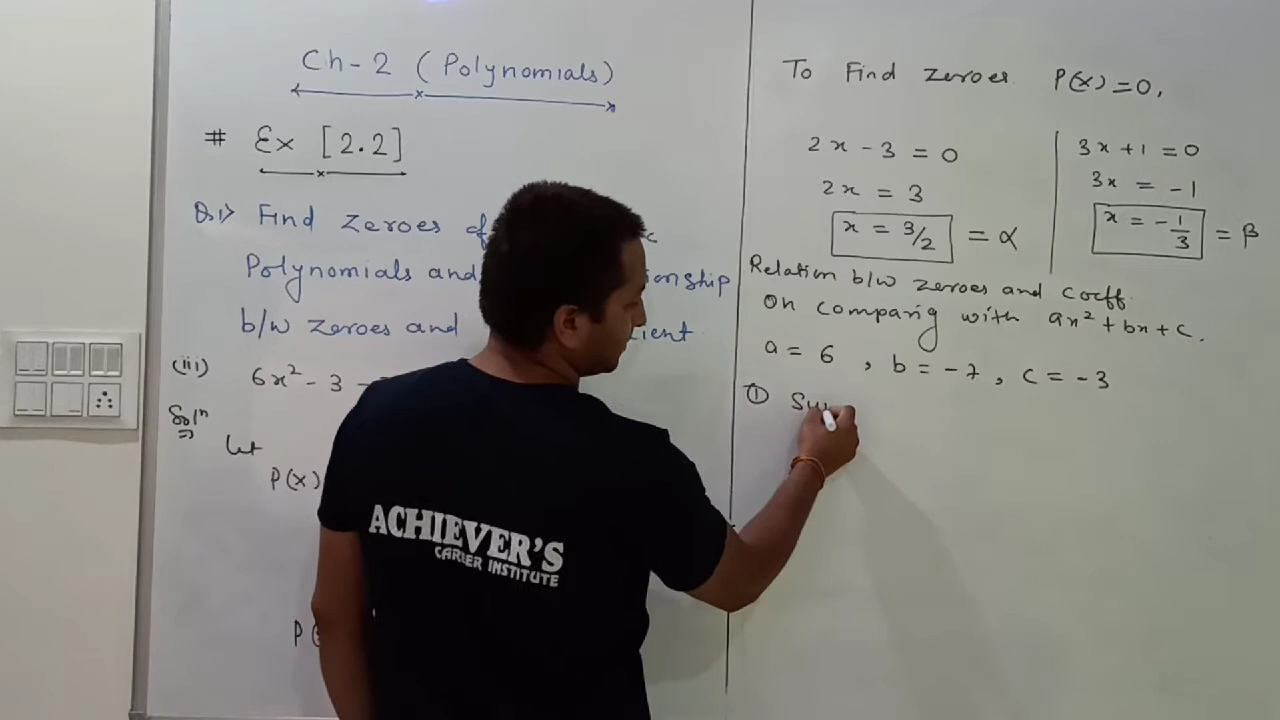 Ch-2 (Polynomials)
# Ex [2.2]
Q.1> Find zeroes of
Polynomials and
b/w zeroes and
(iii) 6x² - 3
Solⁿ
Let
P(x)
To Find zeroes P(x) = 0,
2x - 3 = 0
2x = 3
x = 3/2 = α
3x + 1 = 0
3x = -1
x = -1/3 = β
Relation b/w zeroes and coeff.
On comparig with ax² + bx + c.
a = 6 , b = -7 , c = -3
①
ACHIEVER'S
CAREER INSTITUTE